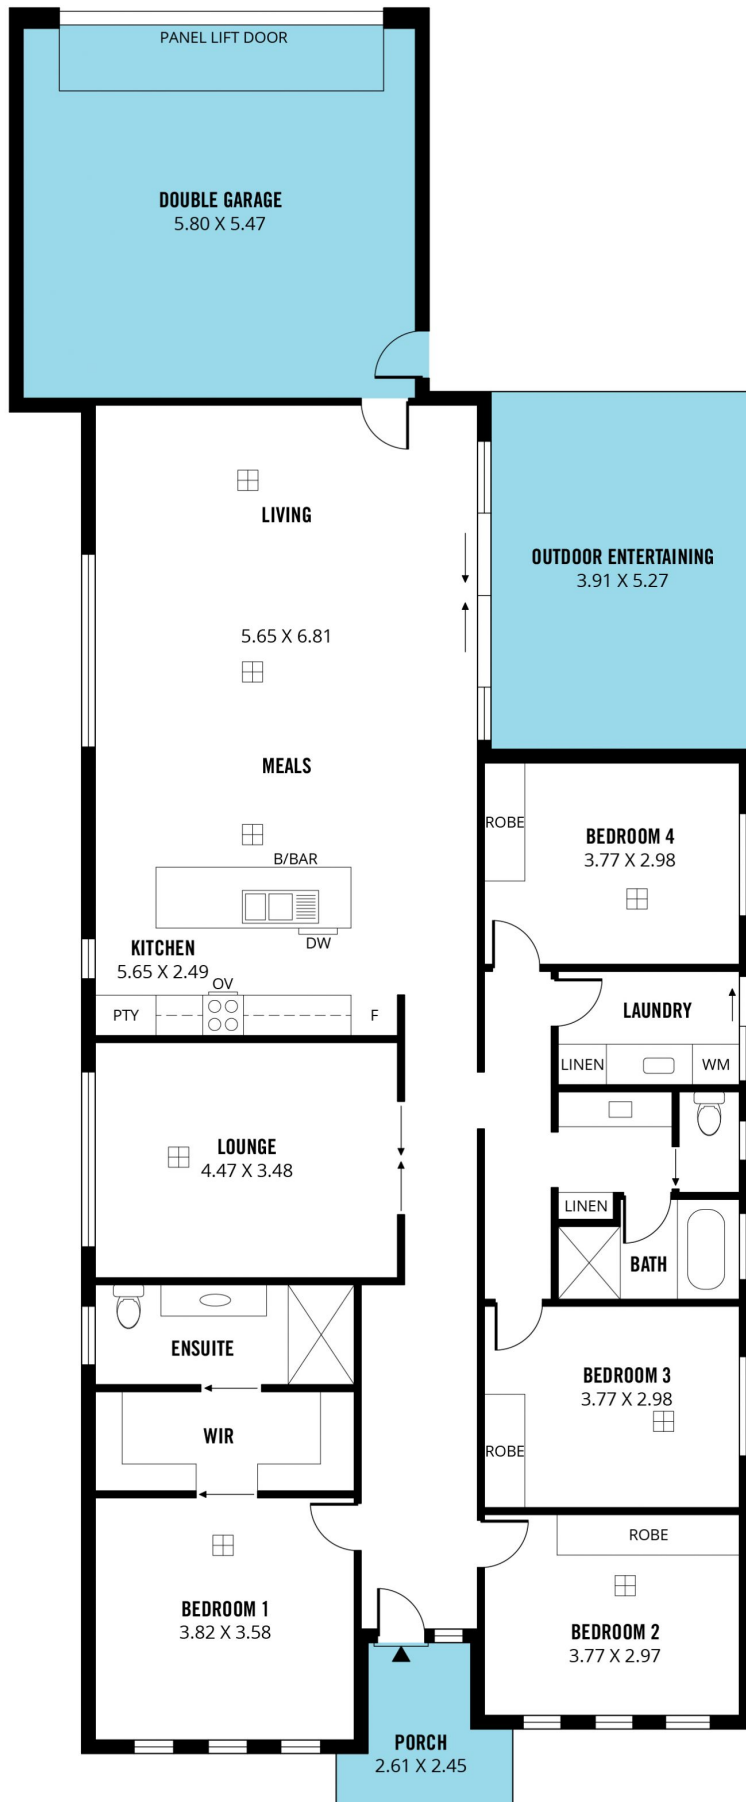 PANEL LIFT DOOR
DOUBLE GARAGE
5.80 X 5.47
LIVING
OUTDOOR ENTERTAINING
3.91 X 5.27
5.65 X 6.81
MEALS
ROBE
BEDROOM 4
3.77 X 2.98
B/BAR
KITCHEN
5.65 X 2.49
DW
OV
PTY
F
LAUNDRY
LINEN
WM
LOUNGE
4.47 X 3.48
LINEN
BATH
ENSUITE
WIR
BEDROOM 3
3.77 X 2.98
ROBE
ROBE
BEDROOM 1
3.82 X 3.58
BEDROOM 2
3.77 X 2.97
PORCH
2.61 X 2.45